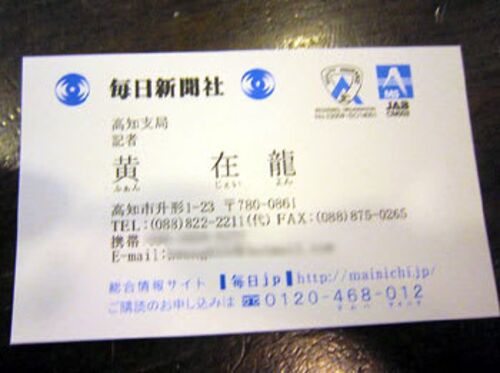 毎日新聞社
高知支局
記者
黄 在龍
ふぁん じぇい よん
高知市升形1-23 〒780-0861
TEL:(088)822-2211(代) FAX:(088)875-0265
携帯
E-mail:
総合情報サイト 【毎日jp】http://mainichi.jp/
ご購読のお申し込みは 0120-468-012
MS
JAB
CM009